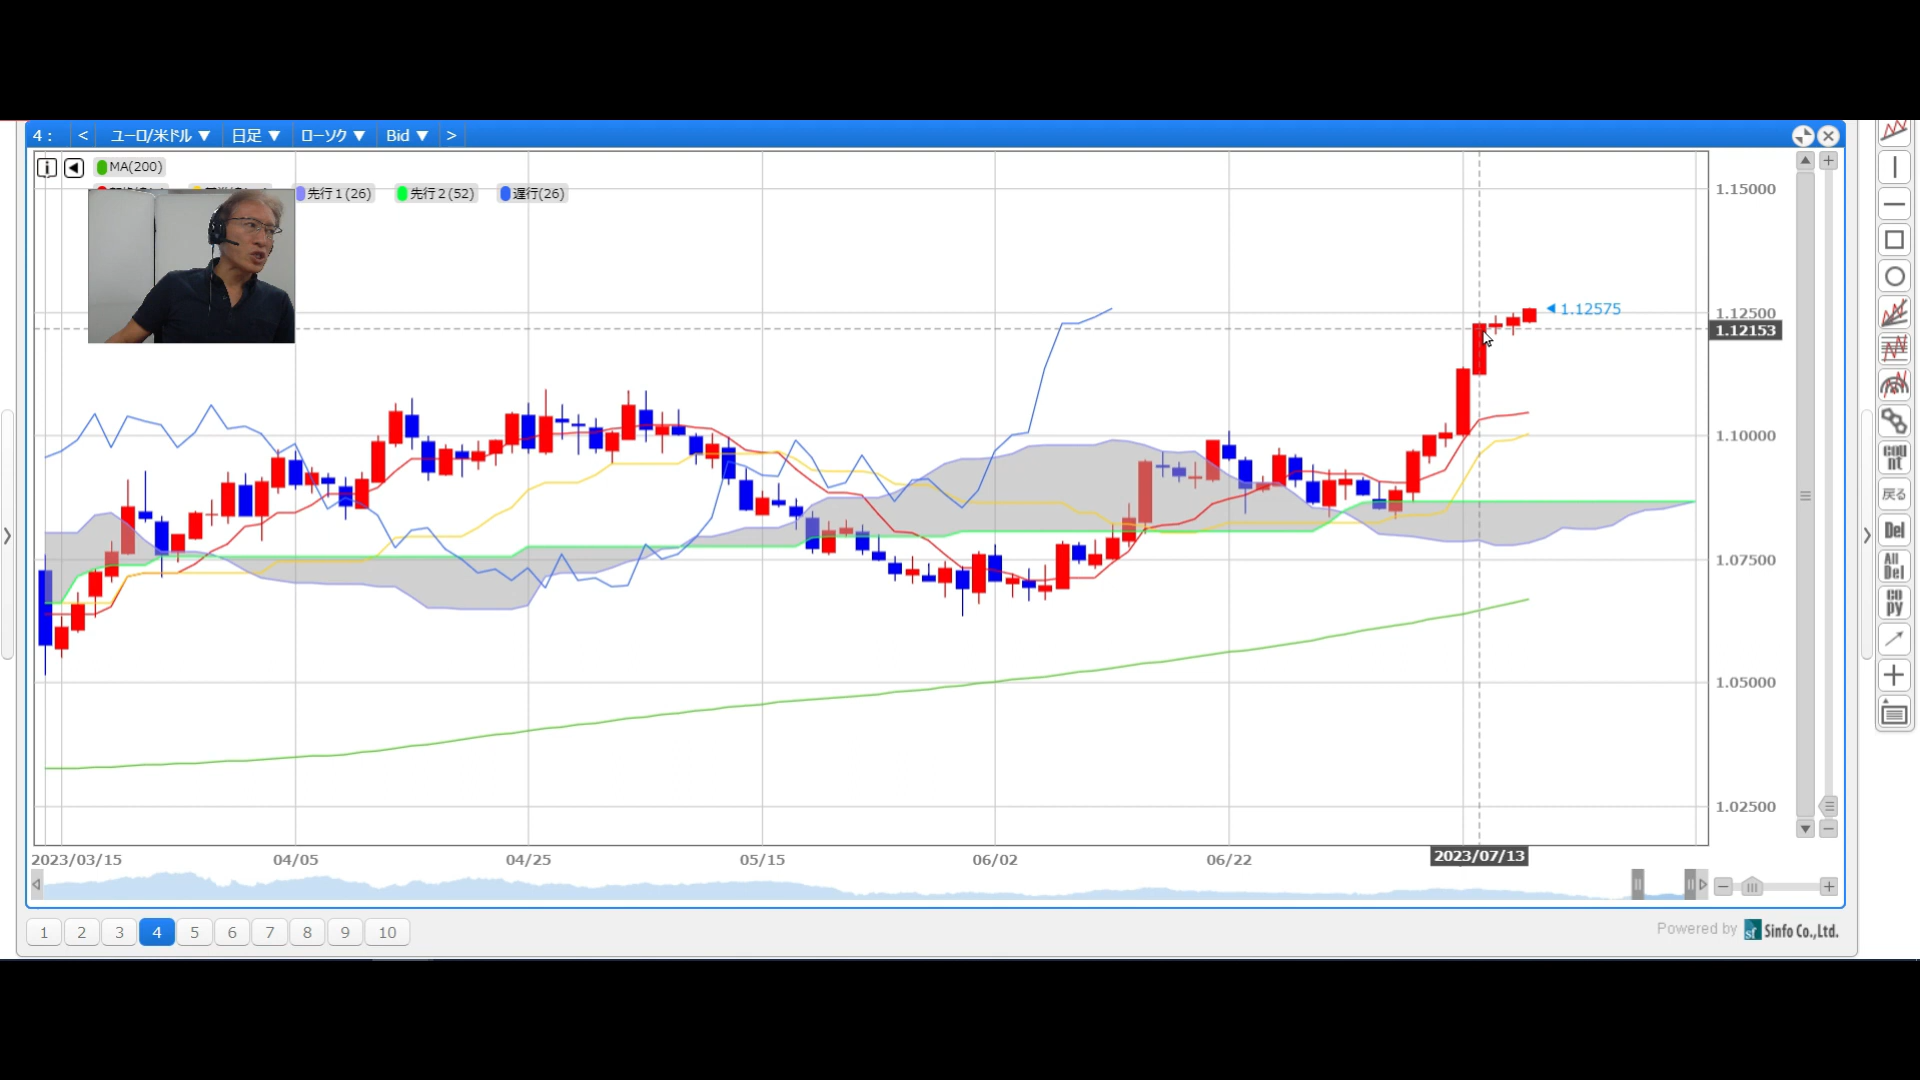 4 : < ユーロ/米ドル ▼ 日足 ▼ ローソク ▼ Bid ▼ >
MA(200)
先行1(26) 先行2(52) 遅行(26)
1.15000
1.12575
1.12500
1.12153
1.10000
1.07500
1.05000
1.02500
2023/03/15 04/05 04/25 05/15 06/02 06/22 2023/07/13
1 2 3 4 5 6 7 8 9 10
Powered by sf Sinfo Co.,Ltd.
count
戻る
Del
All Del
copy